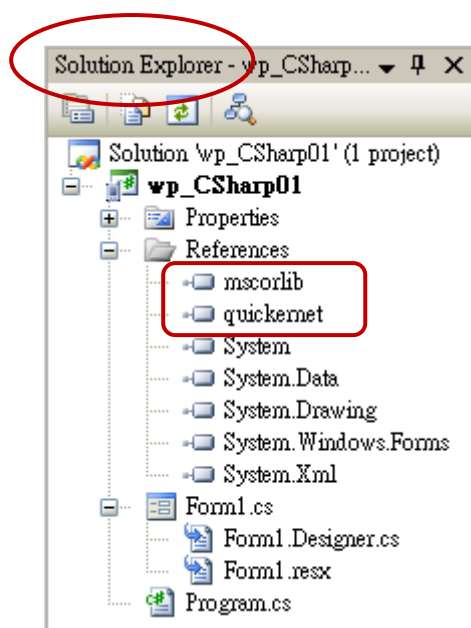 Solution Explorer - wp_CSharp...
Solution 'wp_CSharp01' (1 project)
wp_CSharp01
Properties
References
mscorlib
quickernet
System
System.Data
System.Drawing
System.Windows.Forms
System.Xml
Form1.cs
Form1.Designer.cs
Form1.resx
Program.cs